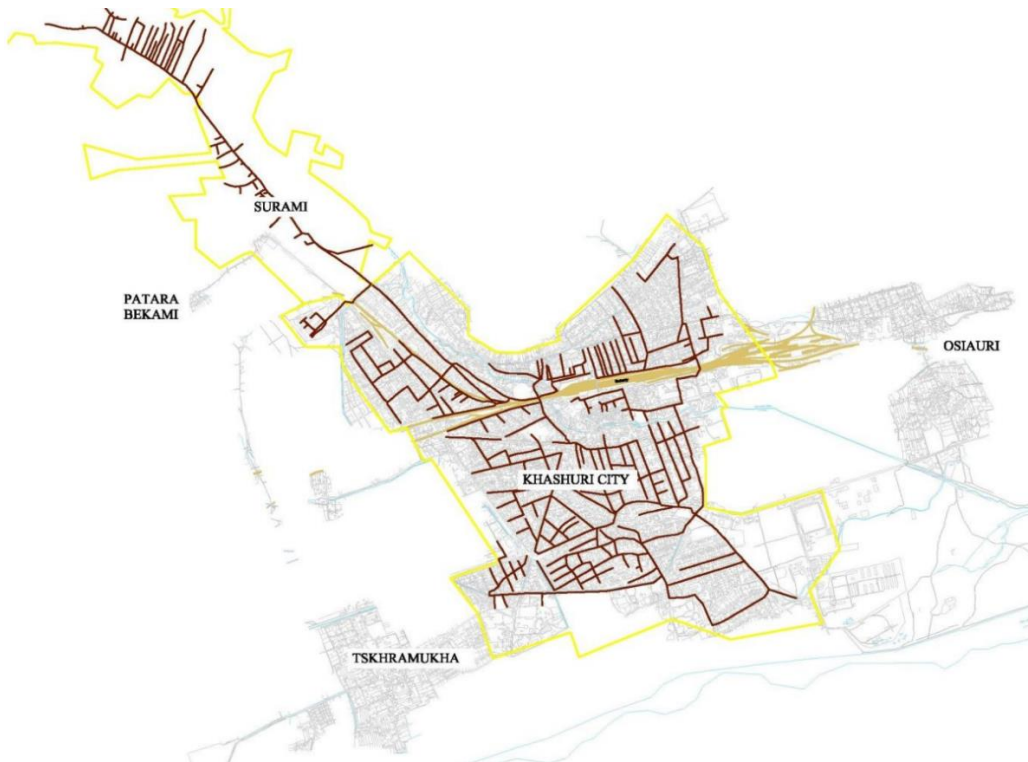 SURAMI
PATARA
BEKAMI
OSIAURI
KHASHURI CITY
TSKHRAMUKHA